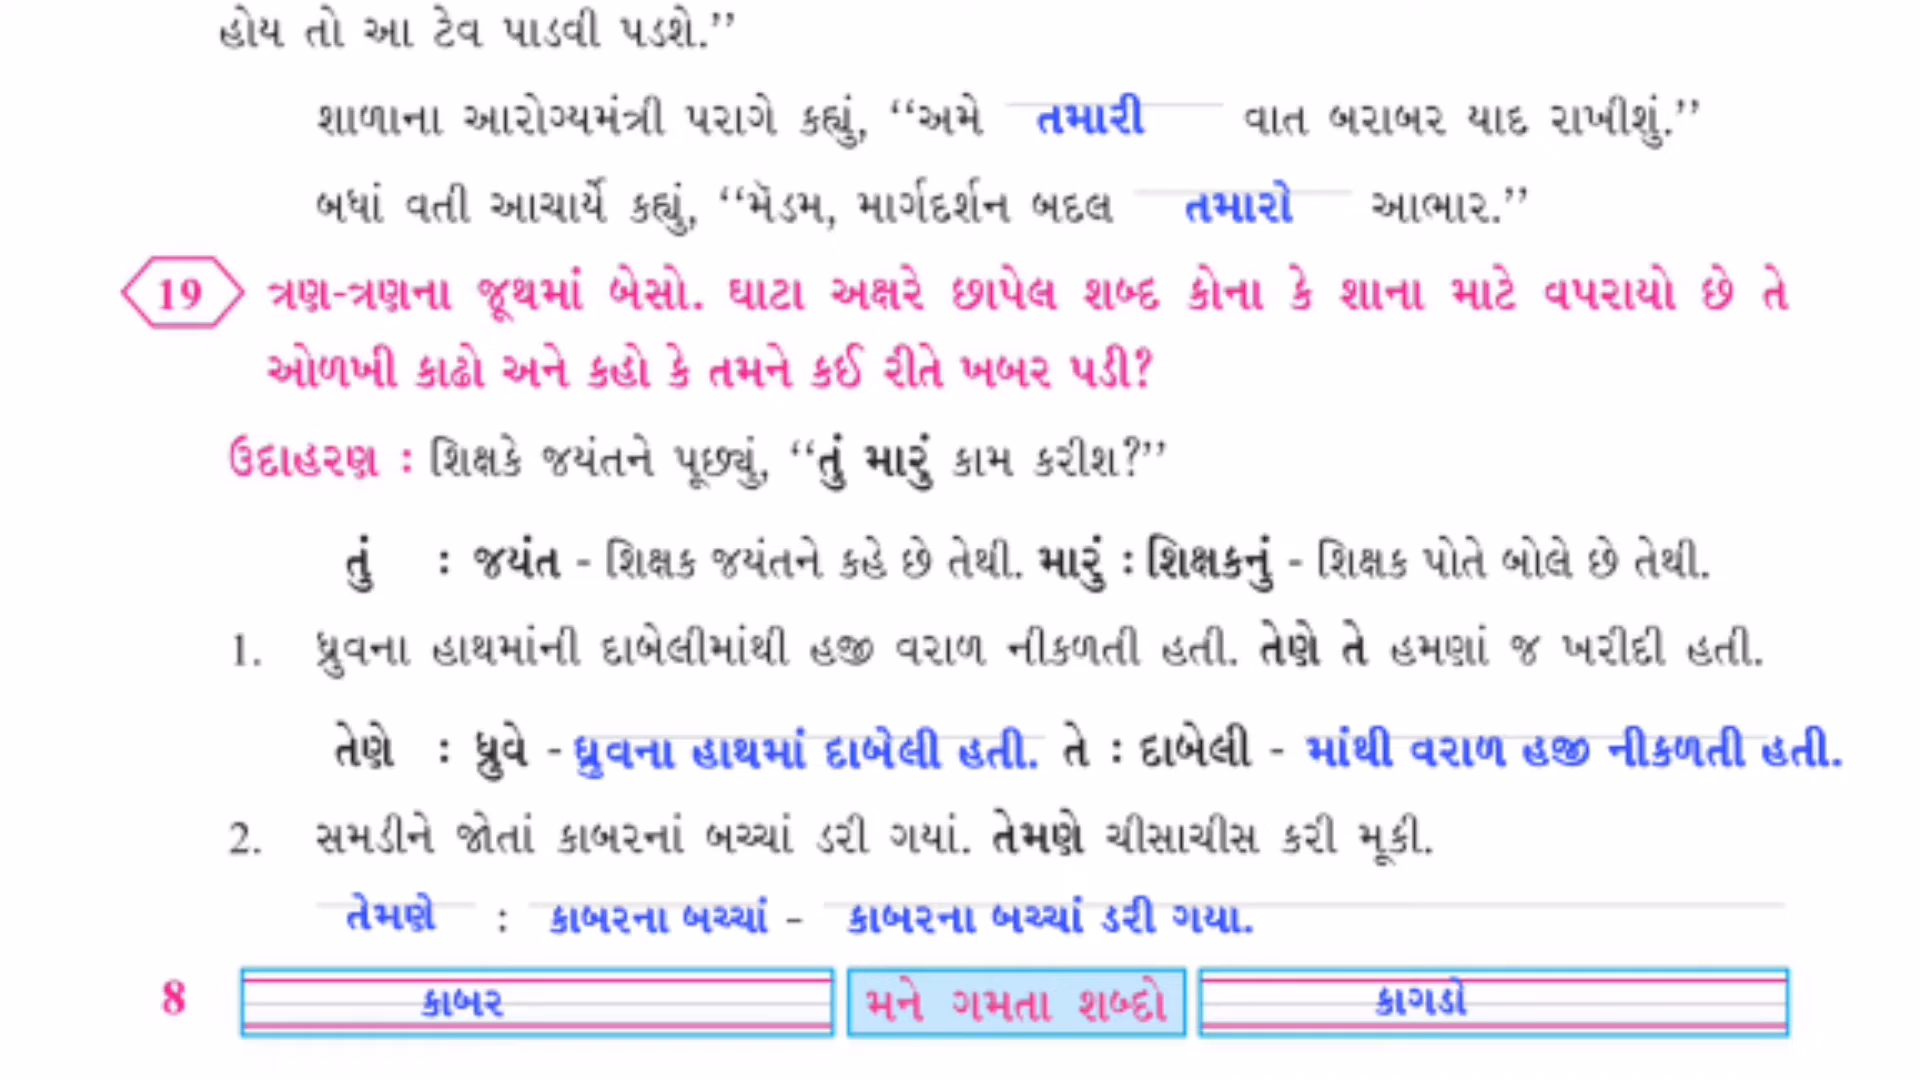 હોય તો આ ટેવ પાડવી પડશે.”
શાળાના આરોગ્યમંત્રી પરાગે કહ્યું, “અમે તમારી વાત બરાબર યાદ રાખીશું.”
બધાં વતી આચાર્યે કહ્યું, “મૅડમ, માર્ગદર્શન બદલ તમારો આભાર.”
19 ત્રણ-ત્રણના જૂથમાં બેસો. ઘાટા અક્ષરે છાપેલ શબ્દ કોના કે શાના માટે વપરાયો છે તે
ઓળખી કાઢો અને કહો કે તમને કઈ રીતે ખબર પડી?
ઉદાહરણ : શિક્ષકે જયંતને પૂછ્યું, “તું મારું કામ કરીશ?”
તું : જયંત - શિક્ષક જયંતને કહે છે તેથી. મારું : શિક્ષકનું - શિક્ષક પોતે બોલે છે તેથી.
1. ધ્રુવના હાથમાંની દાબેલીમાંથી હજી વરાળ નીકળતી હતી. તેણે તે હમણાં જ ખરીદી હતી.
તેણે : ધ્રુવે - ધ્રુવના હાથમાં દાબેલી હતી. તે : દાબેલી - માંથી વરાળ હજી નીકળતી હતી.
2. સમડીને જોતાં કાબરનાં બચ્ચાં ડરી ગયાં. તેમણે ચીસાચીસ કરી મૂકી.
તેમણે : કાબરના બચ્ચાં - કાબરના બચ્ચાં ડરી ગયા.
8 કાબર મને ગમતા શબ્દો કાગડો